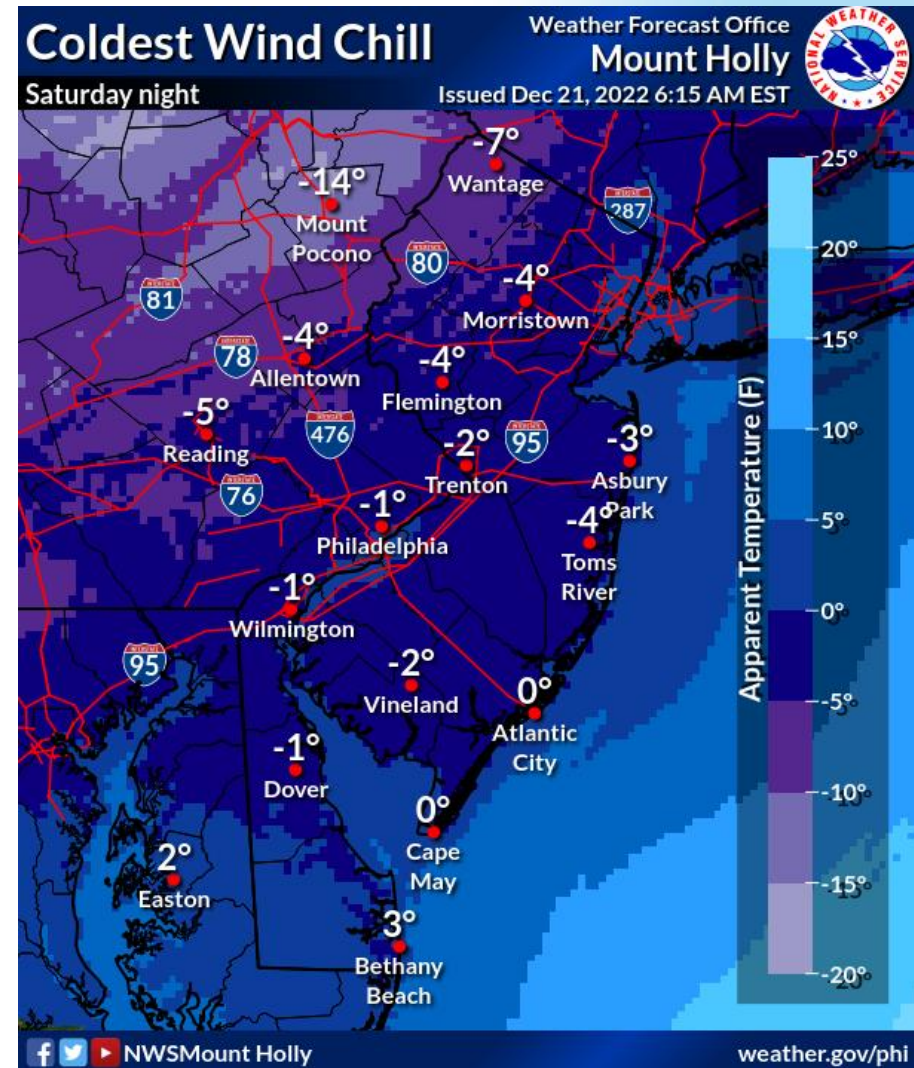 Coldest Wind Chill
Saturday night
Weather Forecast Office
Mount Holly
Issued Dec 21, 2022 6:15 AM EST
NATIONAL WEATHER SERVICE
-7°
Wantage
-14°
Mount
Pocono
287
80
81
-4°
Morristown
-4°
Allentown
78
-4°
Flemington
-5°
Reading
476
-2°
Trenton
95
-3°
Asbury
Park
76
-1°
Philadelphia
-4°
Toms
River
-1°
Wilmington
95
-2°
Vineland
0°
Atlantic
City
-1°
Dover
0°
Cape
May
2°
Easton
3°
Bethany
Beach
Apparent Temperature (F)
25°
20°
15°
10°
5°
0°
-5°
-10°
-15°
-20°
NWSMount Holly
weather.gov/phi